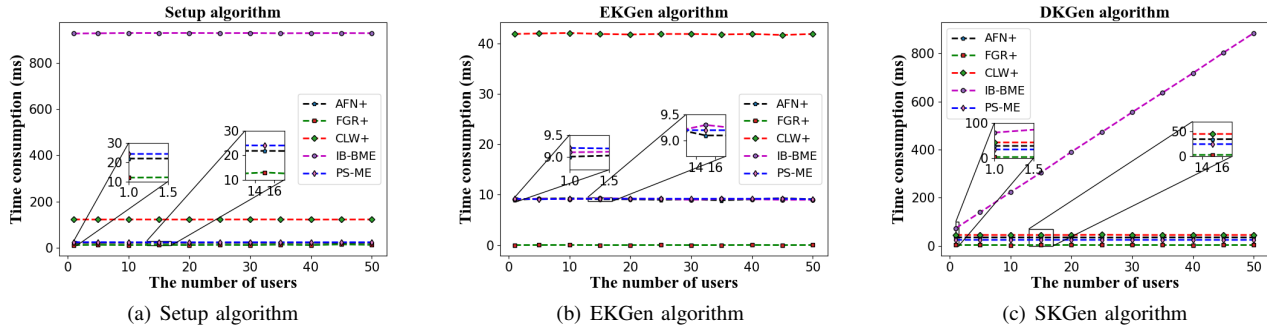 Setup algorithm
Time consumption (ms)
800
600
400
200
0
AFN+
FGR+
CLW+
IB-BME
PS-ME
30
20
10
1.0
1.5
30
20
10
14
16
0
10
20
30
40
50
The number of users
(a) Setup algorithm
EKGen algorithm
Time consumption (ms)
40
30
20
10
0
AFN+
FGR+
CLW+
IB-BME
PS-ME
9.5
9.0
1.0
1.5
9.5
9.0
14
16
0
10
20
30
40
50
The number of users
(b) EKGen algorithm
DKGen algorithm
Time consumption (ms)
800
600
400
200
0
AFN+
FGR+
CLW+
IB-BME
PS-ME
100
0
1.0
1.5
50
0
14
16
0
10
20
30
40
50
The number of users
(c) SKGen algorithm